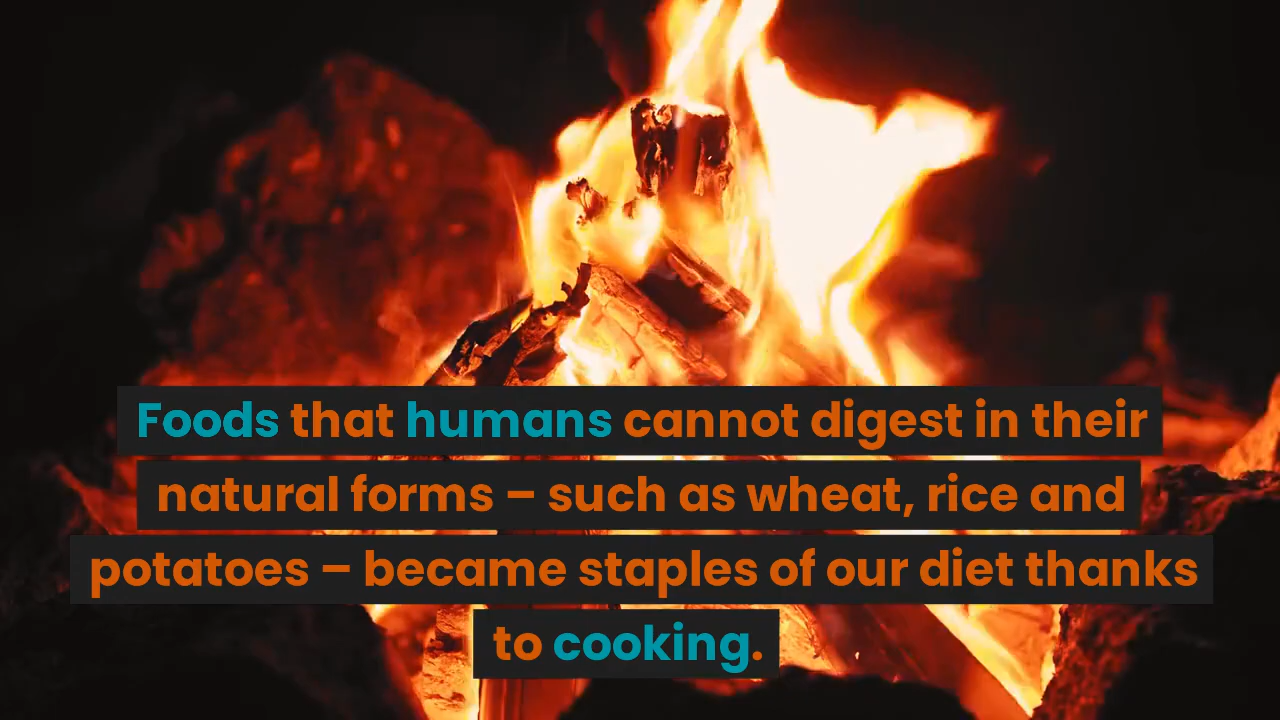 Foods that humans cannot digest in their
natural forms – such as wheat, rice and
potatoes – became staples of our diet thanks
to cooking.